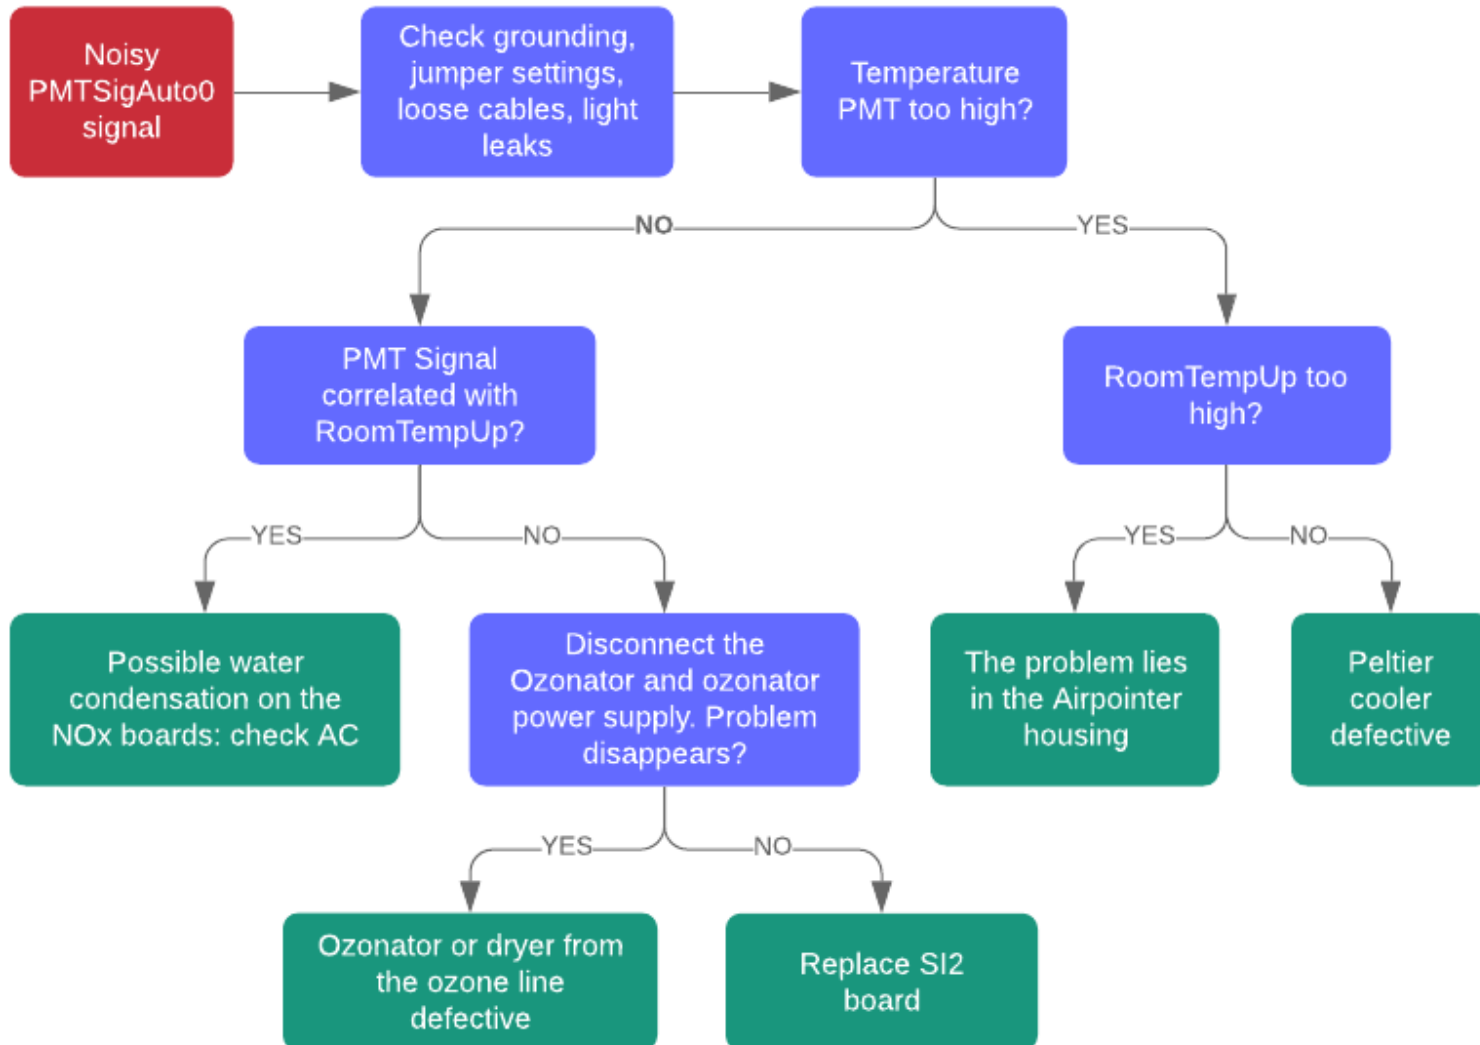 Noisy
PMTSigAuto0
signal
Check grounding,
jumper settings,
loose cables, light
leaks
Temperature
PMT too high?
NO
YES
PMT Signal
correlated with
RoomTempUp?
RoomTempUp too
high?
YES
NO
YES
NO
Possible water
condensation on the
NOx boards: check AC
Disconnect the
Ozonator and ozonator
power supply. Problem
disappears?
The problem lies
in the Airpointer
housing
Peltier
cooler
defective
YES
NO
Ozonator or dryer from
the ozone line
defective
Replace SI2
board